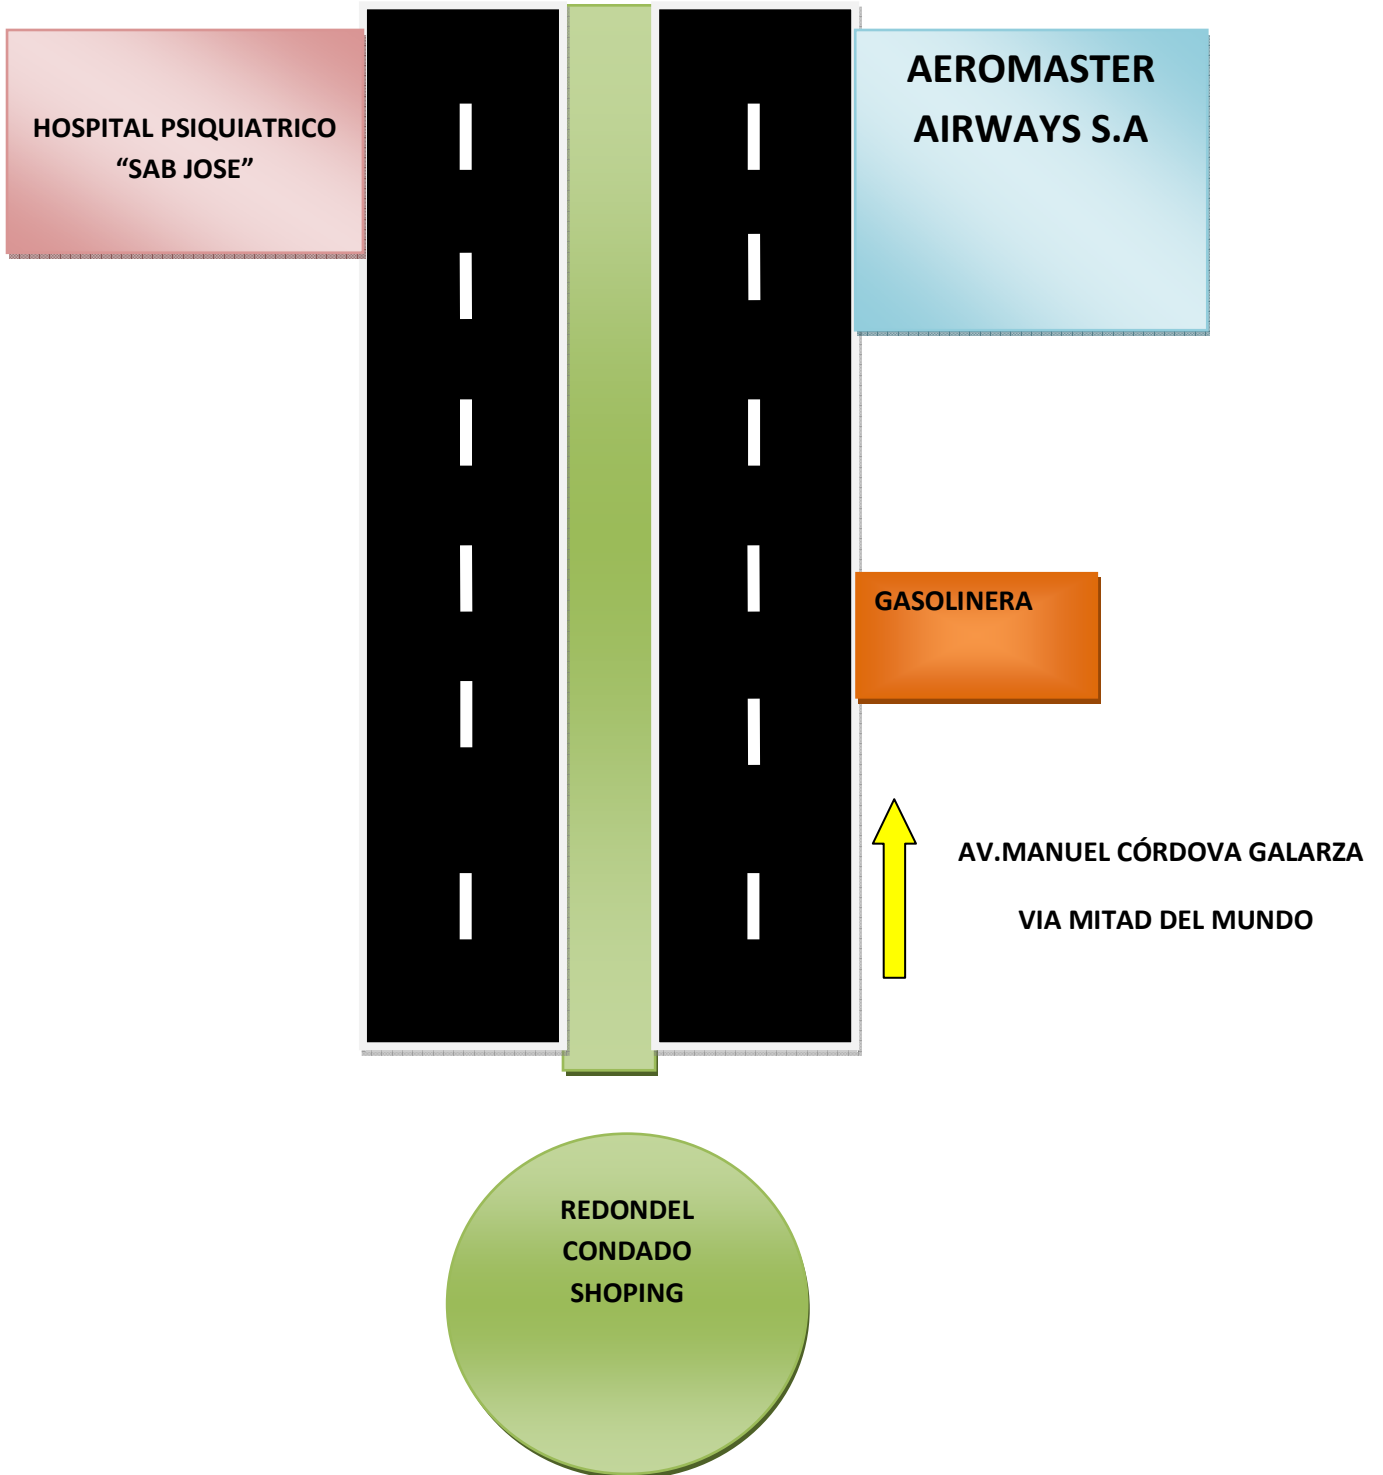 HOSPITAL PSIQUIATRICO
“SAB JOSE”
AEROMASTER
AIRWAYS S.A
GASOLINERA
AV.MANUEL CÓRDOVA GALARZA
VIA MITAD DEL MUNDO
REDONDEL
CONDADO
SHOPING